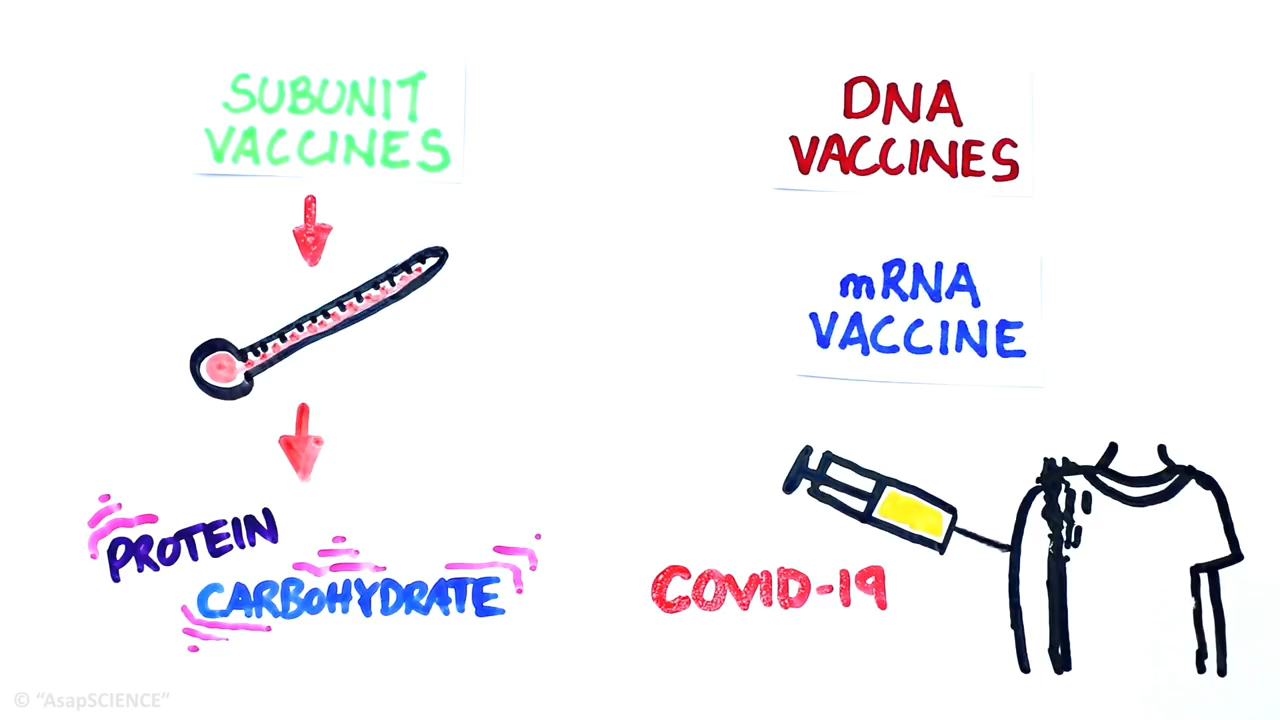 SUBUNIT
VACCINES
PROTEIN
CARBOHYDRATE
DNA
VACCINES
mRNA
VACCINE
COVID-19
© "AsapSCIENCE"